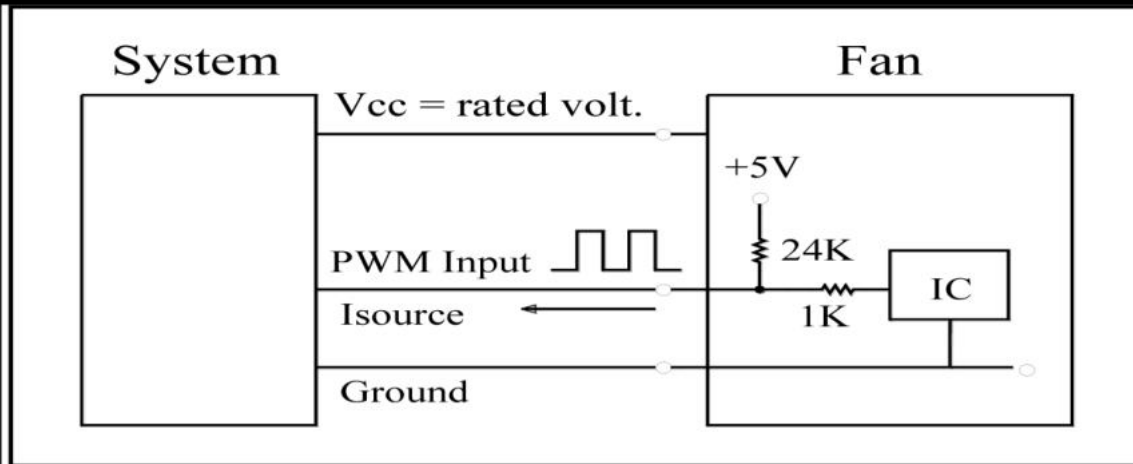 System
Fan
Vcc = rated volt.
+5V
24K
PWM Input
IC
1K
Isource
Ground